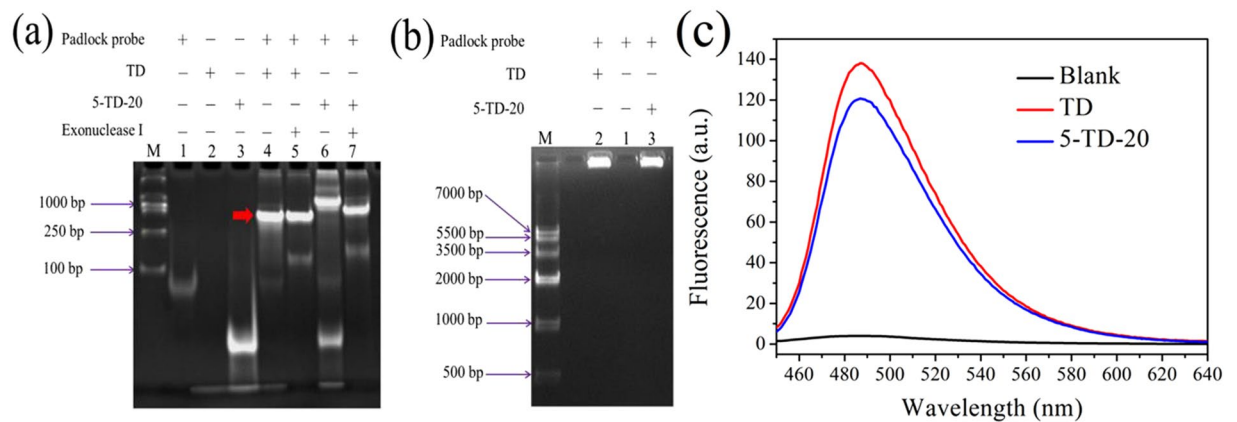 (a)
Padlock probe + − − + + + +
TD − + − + + − −
5-TD-20 − − + − − + +
Exonuclease I − − − − + − +
M 1 2 3 4 5 6 7
1000 bp
250 bp
100 bp
(b)
Padlock probe + + +
TD + − −
5-TD-20 − − +
M 2 1 3
7000 bp
5500 bp
3500 bp
2000 bp
1000 bp
500 bp
(c)
Fluorescence (a.u.)
140
120
100
80
60
40
20
0
Blank
TD
5-TD-20
460 480 500 520 540 560 580 600 620 640
Wavelength (nm)